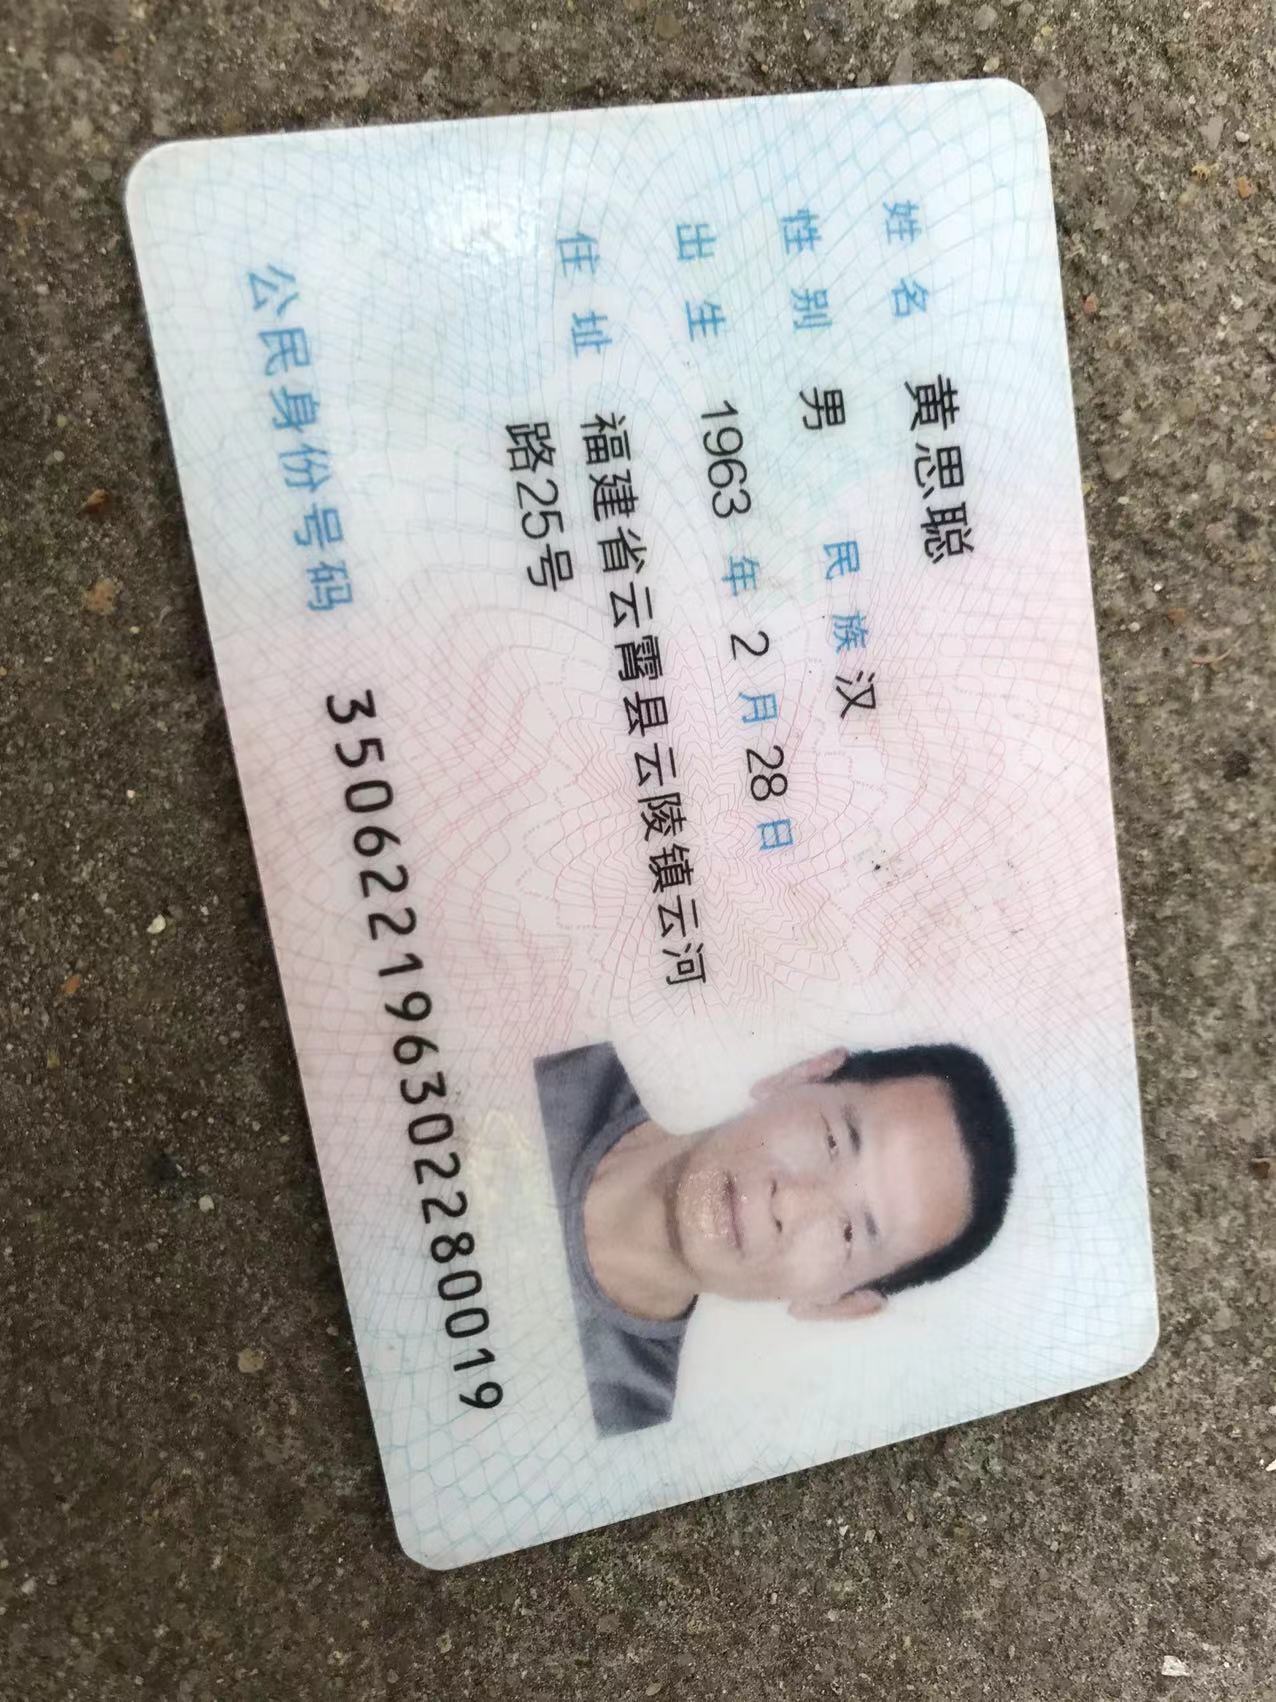 姓名 黄思聪
性别 男 民族 汉
出生 1963 年 2 月 28 日
住址 福建省云霄县云陵镇云河
路25号
公民身份号码 350622196302280019